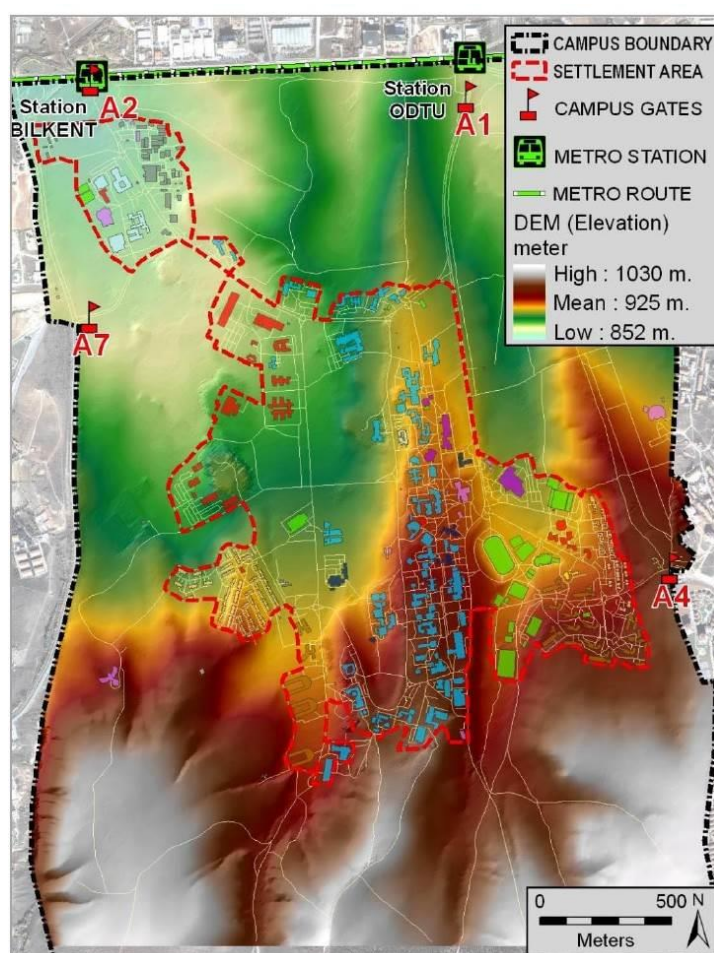 CAMPUS BOUNDARY
SETTLEMENT AREA
CAMPUS GATES
METRO STATION
METRO ROUTE
DEM (Elevation)
meter
High : 1030 m.
Mean : 925 m.
Low : 852 m.
Station
BILKENT
A2
Station
ODTU
A1
A7
A4
0 500 N
Meters